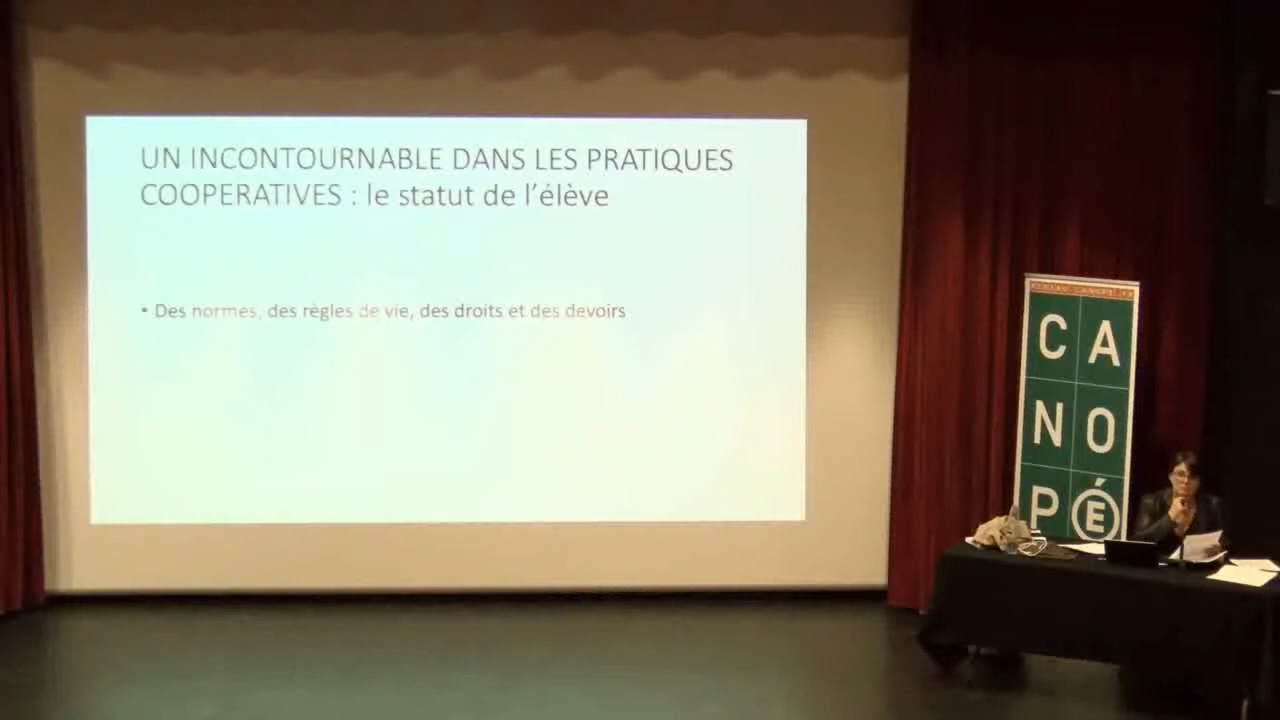 UN INCONTOURNABLE DANS LES PRATIQUES
COOPERATIVES : le statut de l'élève
• Des normes, des règles de vie, des droits et des devoirs
C A
N O
P É